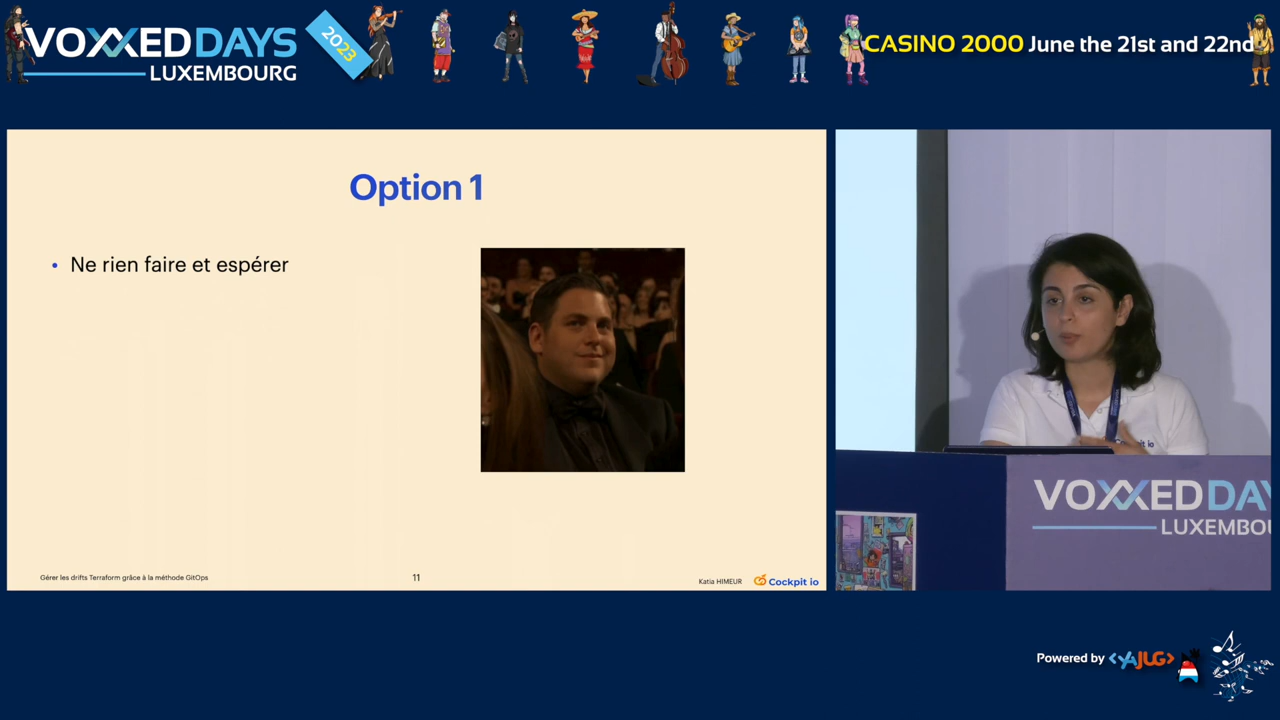 VOXXED DAYS
LUXEMBOURG
2023
CASINO 2000 June the 21st and 22nd
Option 1
• Ne rien faire et espérer
Gérer les drifts Terraform grâce à la méthode GitOps
11
Katia HIMEUR
Cockpit io
VOXXED DAY
LUXEMBOU
Powered by <YAJUG>